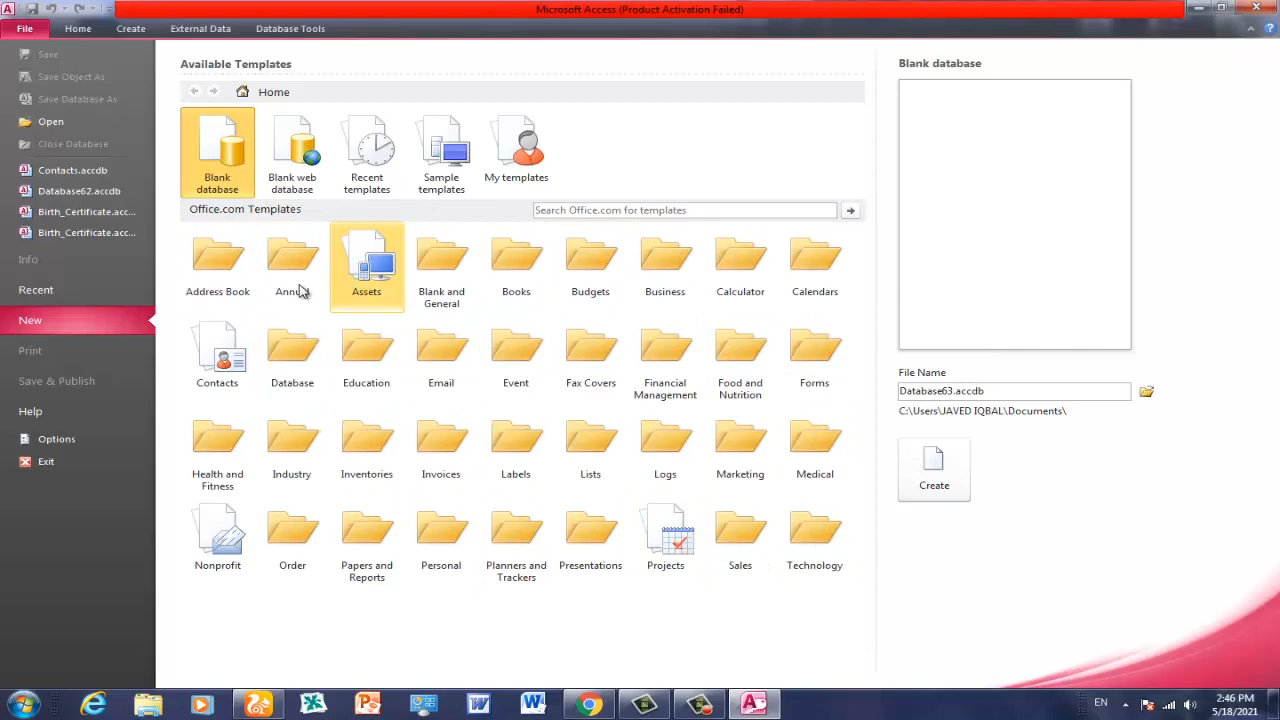 Microsoft Access (Product Activation Failed)
File Home Create External Data Database Tools
Save
Save Object As
Save Database As
Open
Close Database
Contacts.accdb
Database62.accdb
Birth_Certificate.acc...
Birth_Certificate.acc...
Info
Recent
New
Print
Save & Publish
Help
Options
Exit
Available Templates
Home
Blank database
Blank web database
Recent templates
Sample templates
My templates
Office.com Templates
Search Office.com for templates
Address Book
Assets
Blank and General
Books
Budgets
Business
Calculator
Calendars
Contacts
Database
Education
Email
Event
Fax Covers
Financial Management
Food and Nutrition
Forms
Health and Fitness
Industry
Inventories
Invoices
Labels
Lists
Logs
Marketing
Medical
Nonprofit
Order
Papers and Reports
Personal
Planners and Trackers
Presentations
Projects
Sales
Technology
Blank database
File Name
Database63.accdb
C:\Users\JAVED IQBAL\Documents\
Create
EN
2:46 PM
5/18/2021